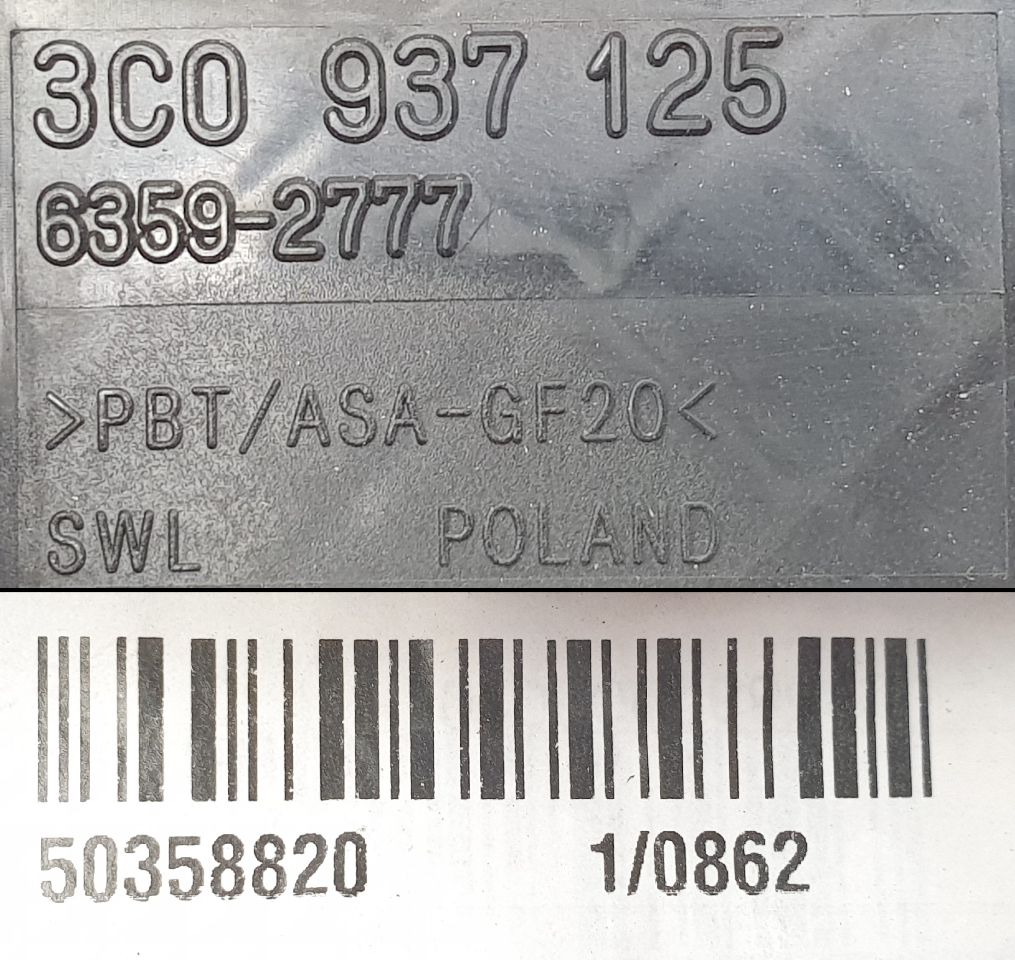 3C0 937 125
6359-2777
>PBT/ASA-GF20<
SWL POLAND
50358820 1/0862